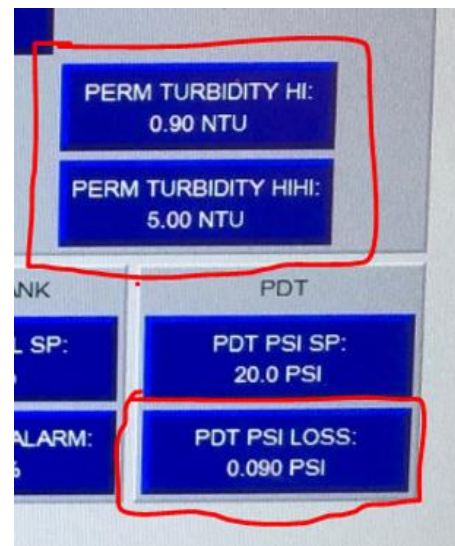 PERM TURBIDITY HI:
0.90 NTU
PERM TURBIDITY HIHI:
5.00 NTU
PDT
L SP:
PDT PSI SP:
20.0 PSI
ALARM:
PDT PSI LOSS:
0.090 PSI